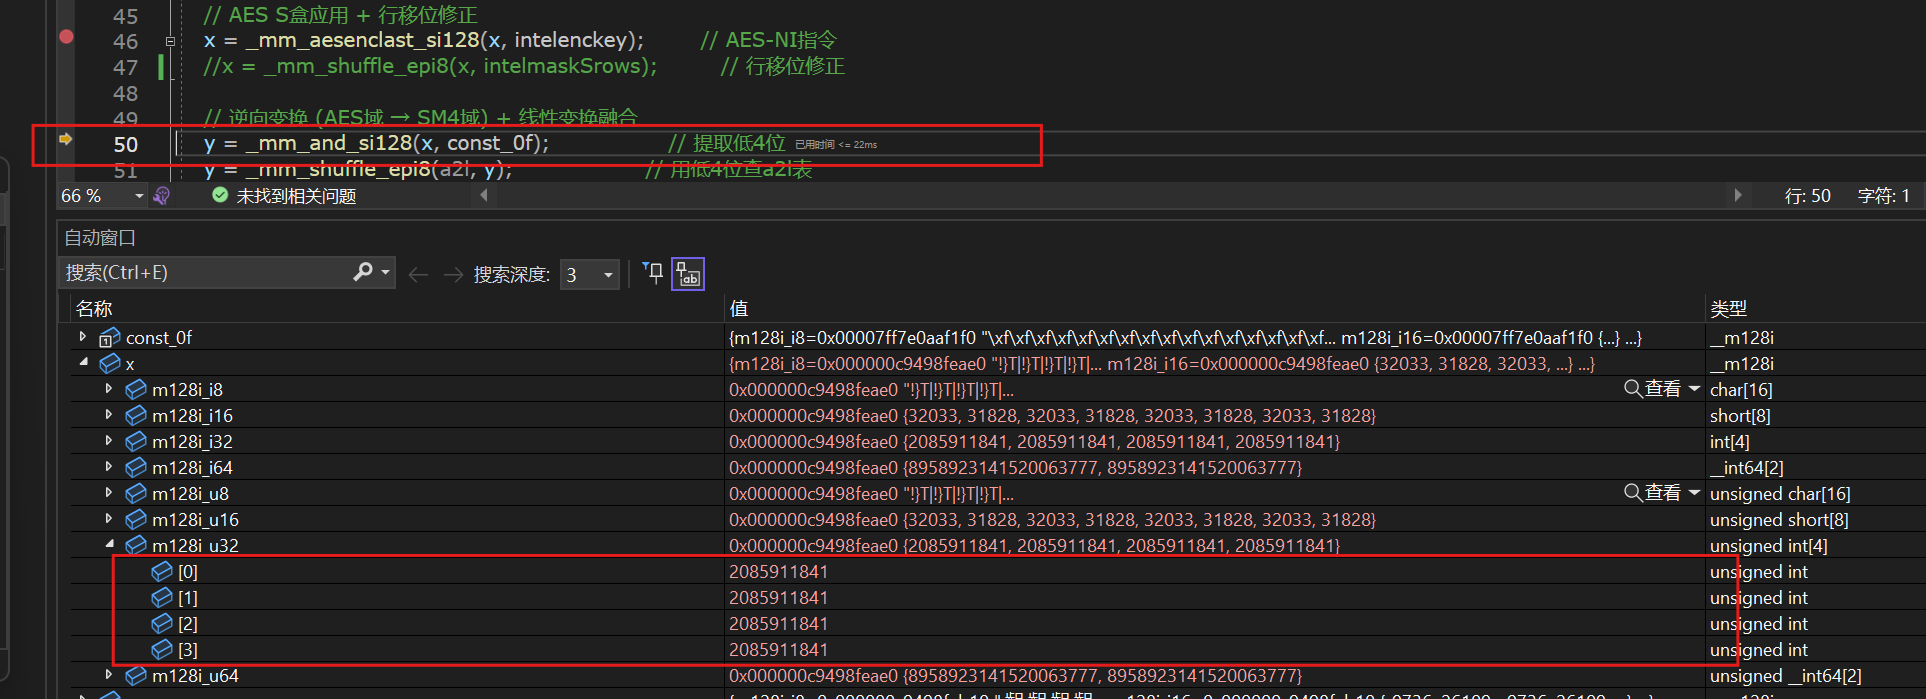 45 // AES S盒应用 + 行移位修正
46 x = _mm_aesenclast_si128(x, intelenckey); // AES-NI指令
47 //x = _mm_shuffle_epi8(x, intelmaskSrows); // 行移位修正
48
49 // 逆向变换 (AES域 → SM4域) + 线性变换融合
50 y = _mm_and_si128(x, const_0f); // 提取低4位 已用时间 <= 22ms
51 y = _mm_shuffle_epi8(a2l, y); // 用低4位查a2l表
66 % 未找到相关问题 行: 50 字符: 1
自动窗口
搜索(Ctrl+E) 搜索深度: 3
名称 值 类型
const_0f {m128i_i8=0x00007ff7e0aaf1f0 "\xf\xf\xf\xf\xf\xf\xf\xf\xf\xf\xf\xf\xf\xf\xf\xf... m128i_i16=0x00007ff7e0aaf1f0 {...} ...} __m128i
x {m128i_i8=0x000000c9498feae0 "!}T|!}T|!}T|!}T|... m128i_i16=0x000000c9498feae0 {32033, 31828, 32033, ...} ...} __m128i
m128i_i8 0x000000c9498feae0 "!}T|!}T|!}T|!}T|... 查看 char[16]
m128i_i16 0x000000c9498feae0 {32033, 31828, 32033, 31828, 32033, 31828, 32033, 31828} short[8]
m128i_i32 0x000000c9498feae0 {2085911841, 2085911841, 2085911841, 2085911841} int[4]
m128i_i64 0x000000c9498feae0 {8958923141520063777, 8958923141520063777} __int64[2]
m128i_u8 0x000000c9498feae0 "!}T|!}T|!}T|!}T|... 查看 unsigned char[16]
m128i_u16 0x000000c9498feae0 {32033, 31828, 32033, 31828, 32033, 31828, 32033, 31828} unsigned short[8]
m128i_u32 0x000000c9498feae0 {2085911841, 2085911841, 2085911841, 2085911841} unsigned int[4]
[0] 2085911841 unsigned int
[1] 2085911841 unsigned int
[2] 2085911841 unsigned int
[3] 2085911841 unsigned int
m128i_u64 0x000000c9498feae0 {8958923141520063777, 8958923141520063777} unsigned __int64[2]